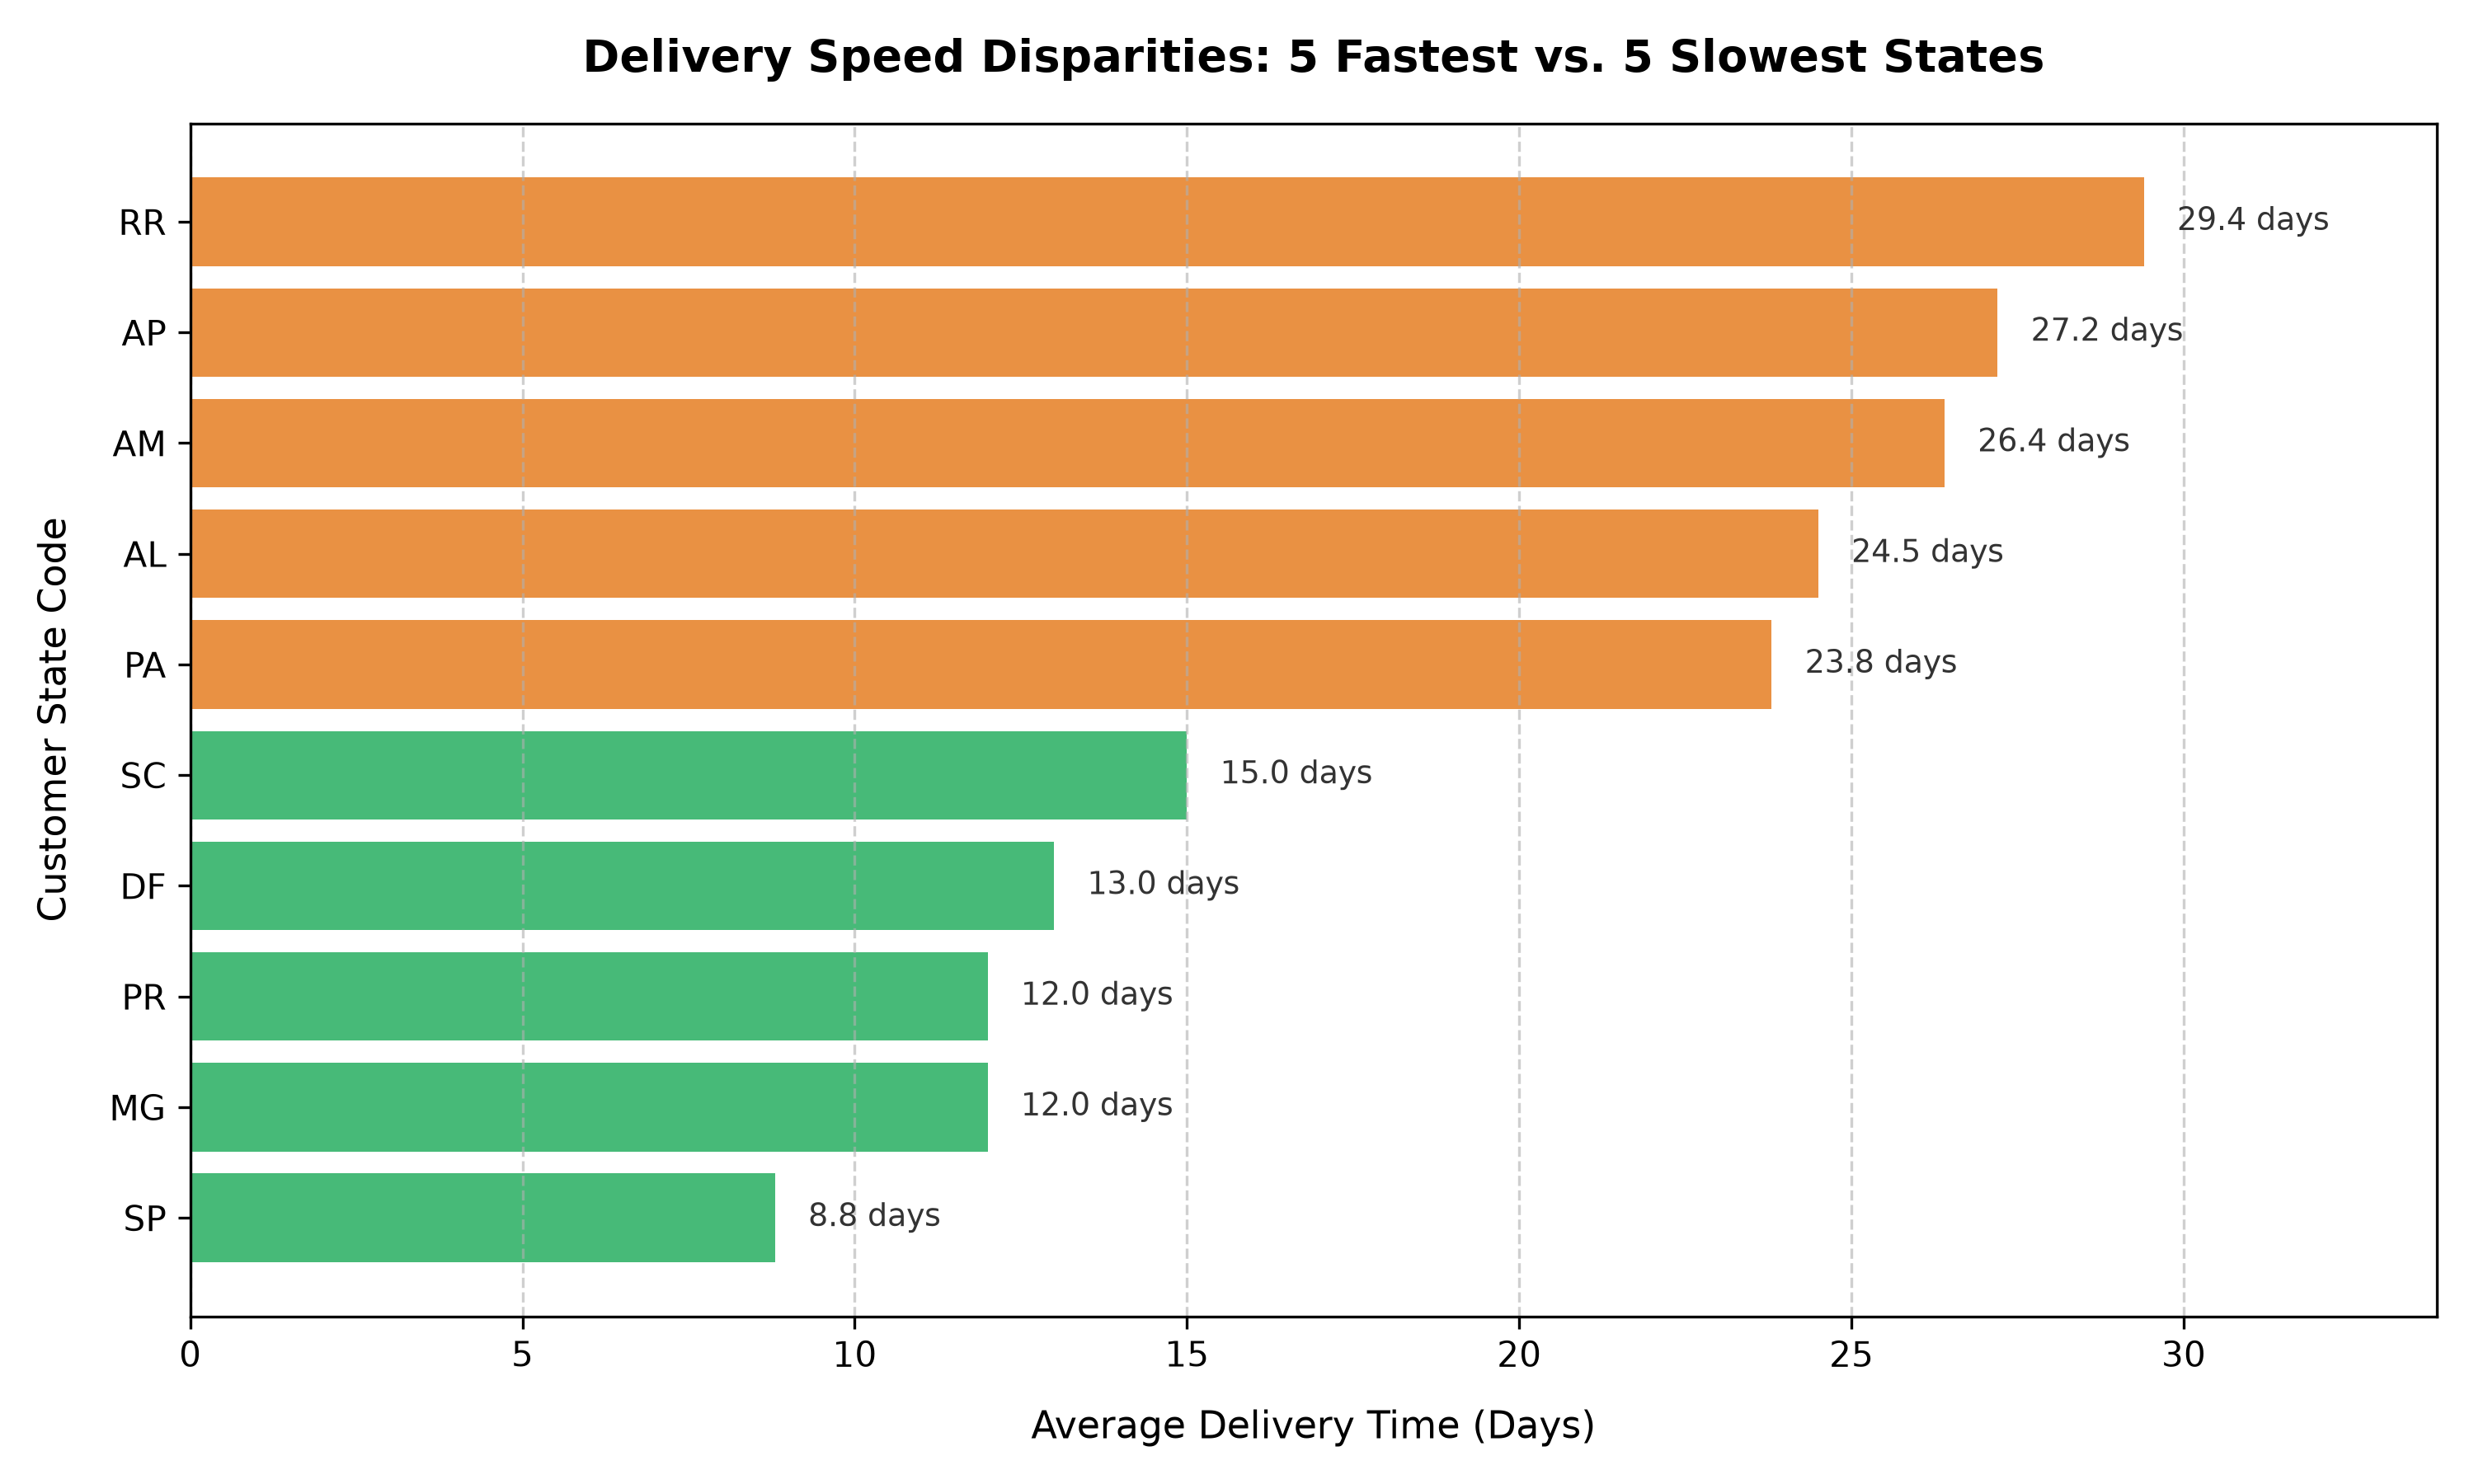 Delivery Speed Disparities: 5 Fastest vs. 5 Slowest States
Customer State Code
RR 29.4 days
AP 27.2 days
AM 26.4 days
AL 24.5 days
PA 23.8 days
SC 15.0 days
DF 13.0 days
PR 12.0 days
MG 12.0 days
SP 8.8 days
0 5 10 15 20 25 30
Average Delivery Time (Days)